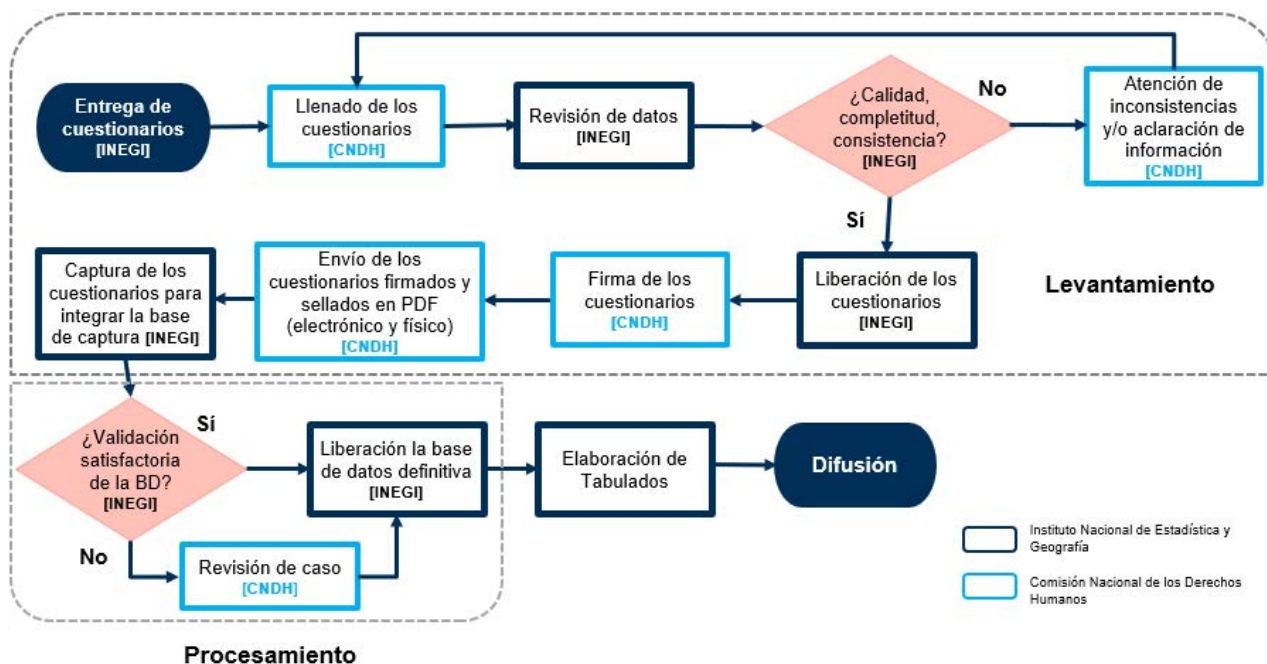 Entrega de
cuestionarios
[INEGI]
Llenado de los
cuestionarios
[CNDH]
Revisión de datos
[INEGI]
¿Calidad,
completitud,
consistencia?
[INEGI]
No
Atención de
inconsistencias
y/o aclaración de
información
[CNDH]
Sí
Captura de los
cuestionarios para
integrar la base
de captura [INEGI]
Envío de los
cuestionarios firmados y
sellados en PDF
(electrónico y físico)
[CNDH]
Firma de los
cuestionarios
[CNDH]
Liberación de los
cuestionarios
[INEGI]
Levantamiento
¿Validación
satisfactoria
de la BD?
[INEGI]
Sí
Liberación la base
de datos definitiva
[INEGI]
Elaboración de
Tabulados
Difusión
No
Revisión de caso
[CNDH]
Instituto Nacional de Estadística y
Geografía
Comisión Nacional de los Derechos
Humanos
Procesamiento